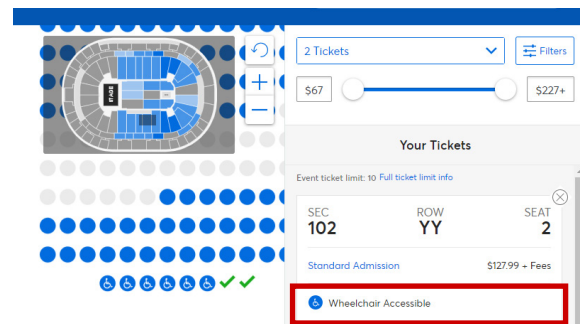 2 Tickets
Filters
$67
$227+
STAGE
Your Tickets
Event ticket limit: 10 Full ticket limit info
SEC
ROW
SEAT
102
YY
2
Standard Admission
$127.99 + Fees
Wheelchair Accessible